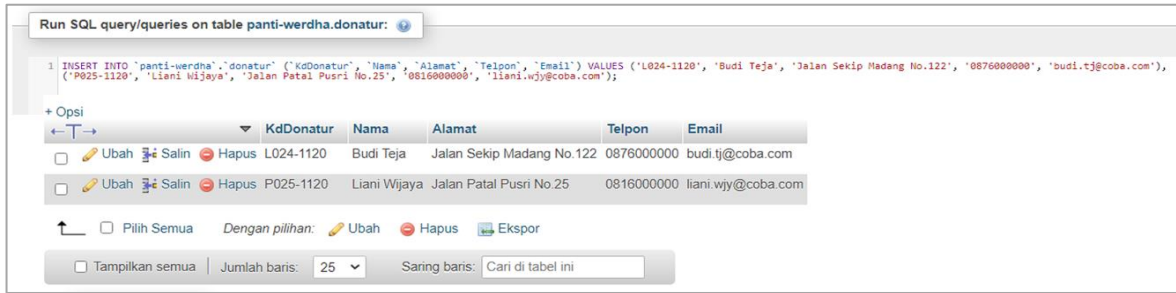 Run SQL query/queries on table panti-werdha.donatur:
1 INSERT INTO `panti-werdha`.`donatur` (`KdDonatur`, `Nama`, `Alamat`, `Telpon`, `Email`) VALUES ('L024-1120', 'Budi Teja', 'Jalan Sekip Madang No.122', '0876000000', 'budi.tj@coba.com'),
('P025-1120', 'Liani Wijaya', 'Jalan Patal Pusri No.25', '0816000000', 'liani.wjy@coba.com');
+ Opsi
←T→ KdDonatur Nama Alamat Telpon Email
Ubah Salin Hapus L024-1120 Budi Teja Jalan Sekip Madang No.122 0876000000 budi.tj@coba.com
Ubah Salin Hapus P025-1120 Liani Wijaya Jalan Patal Pusri No.25 0816000000 liani.wjy@coba.com
Pilih Semua Dengan pilihan: Ubah Hapus Ekspor
Tampilkan semua Jumlah baris: 25 Saring baris: Cari di tabel ini